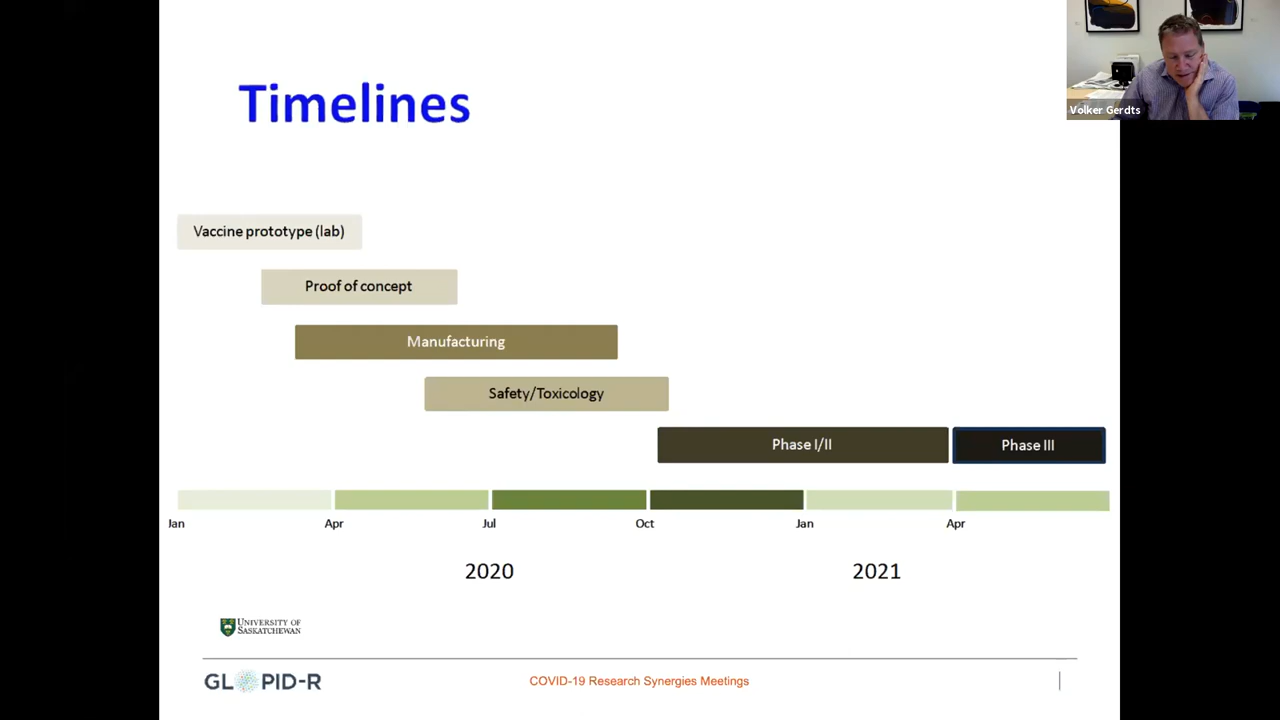 Timelines
Volker Gerdts
Vaccine prototype (lab)
Proof of concept
Manufacturing
Safety/Toxicology
Phase I/II
Phase III
Jan
Apr
Jul
Oct
Jan
Apr
2020
2021
UNIVERSITY OF
SASKATCHEWAN
GLOPID-R
COVID-19 Research Synergies Meetings